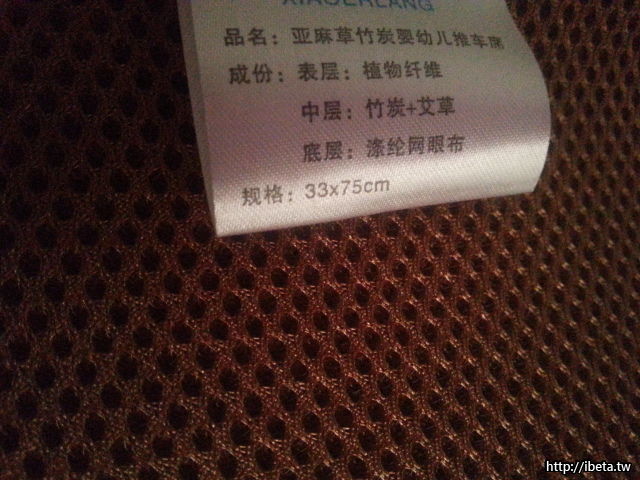 XIAOERLANG
品名：亚麻草竹炭婴幼儿推车席
成份：表层：植物纤维
中层：竹炭+艾草
底层：涤纶网眼布
规格：33x75cm
http://ibeta.tw